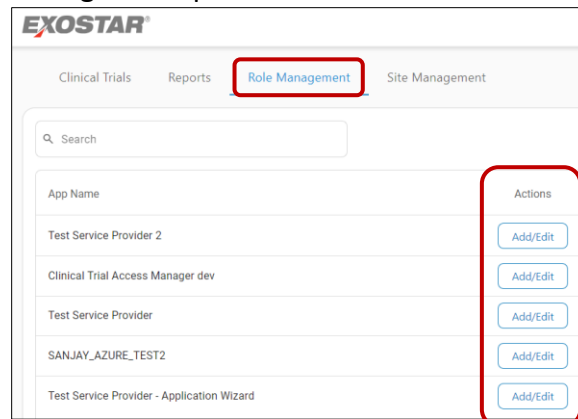 EXOSTAR®
Clinical Trials Reports Role Management Site Management
Search
App Name Actions
Test Service Provider 2 Add/Edit
Clinical Trial Access Manager dev Add/Edit
Test Service Provider Add/Edit
SANJAY_AZURE_TEST2 Add/Edit
Test Service Provider - Application Wizard Add/Edit